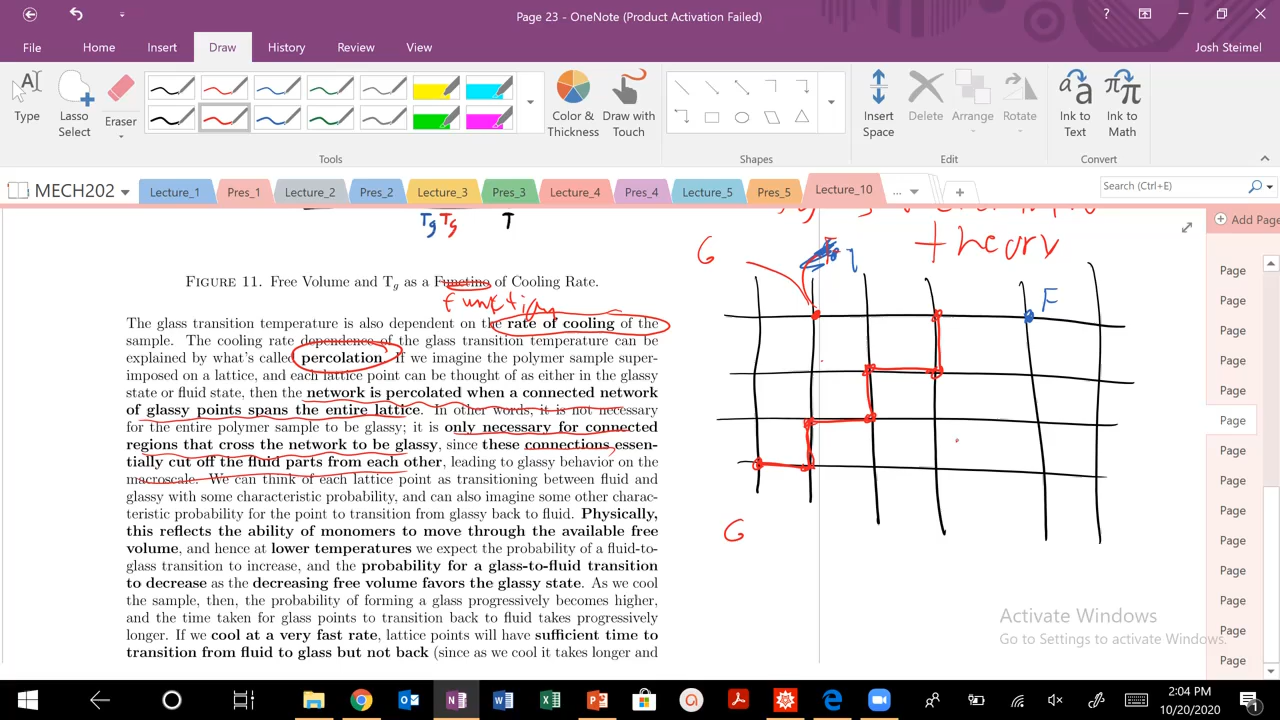 Page 23 - OneNote (Product Activation Failed)
Josh Steimel
File Home Insert Draw History Review View
Type
Lasso Select
Eraser
Color & Thickness
Draw with Touch
Insert Space
Delete
Arrange
Rotate
Ink to Text
Ink to Math
Tools
Shapes
Edit
Convert
MECH202
Lecture_1 Pres_1 Lecture_2 Pres_2 Lecture_3 Pres_3 Lecture_4 Pres_4 Lecture_5 Pres_5 Lecture_10 ...
Search (Ctrl+E)
Add Page
Tg Tg T
theory
G
F
FIGURE 11. Free Volume and Tg as a Functino of Cooling Rate.
function
The glass transition temperature is also dependent on the rate of cooling of the
sample. The cooling rate dependence of the glass transition temperature can be
explained by what's called percolation. If we imagine the polymer sample super-
imposed on a lattice, and each lattice point can be thought of as either in the glassy
state or fluid state, then the network is percolated when a connected network
of glassy points spans the entire lattice. In other words, it is not necessary
for the entire polymer sample to be glassy; it is only necessary for connected
regions that cross the network to be glassy, since these connections essen-
tially cut off the fluid parts from each other, leading to glassy behavior on the
macroscale. We can think of each lattice point as transitioning between fluid and
glassy with some characteristic probability, and can also imagine some other charac-
teristic probability for the point to transition from glassy back to fluid. Physically,
this reflects the ability of monomers to move through the available free
volume, and hence at lower temperatures we expect the probability of a fluid-to-
glass transition to increase, and the probability for a glass-to-fluid transition
to decrease as the decreasing free volume favors the glassy state. As we cool
the sample, then, the probability of forming a glass progressively becomes higher,
and the time taken for glass points to transition back to fluid takes progressively
longer. If we cool at a very fast rate, lattice points will have sufficient time to
transition from fluid to glass but not back (since as we cool it takes longer and
G
Page
Page
Page
Page
Page
Page
Page
Page
Page
Page
Page
Page
Page
Page
Activate Windows
Go to Settings to activate Windows.
2:04 PM
10/20/2020